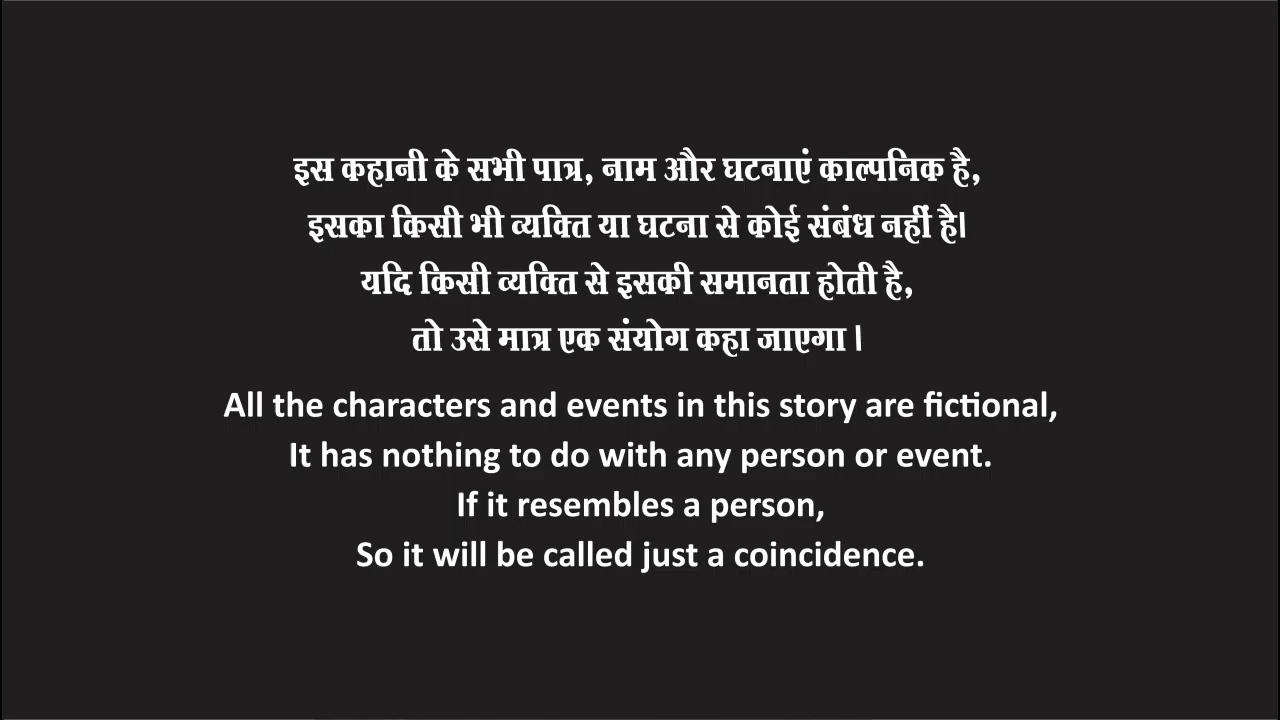 इस कहानी के सभी पात्र, नाम और घटनाएं काल्पनिक है,
इसका किसी भी व्यक्ति या घटना से कोई संबंध नहीं है।
यदि किसी व्यक्ति से इसकी समानता होती है,
तो उसे मात्र एक संयोग कहा जाएगा ।
All the characters and events in this story are fictional,
It has nothing to do with any person or event.
If it resembles a person,
So it will be called just a coincidence.